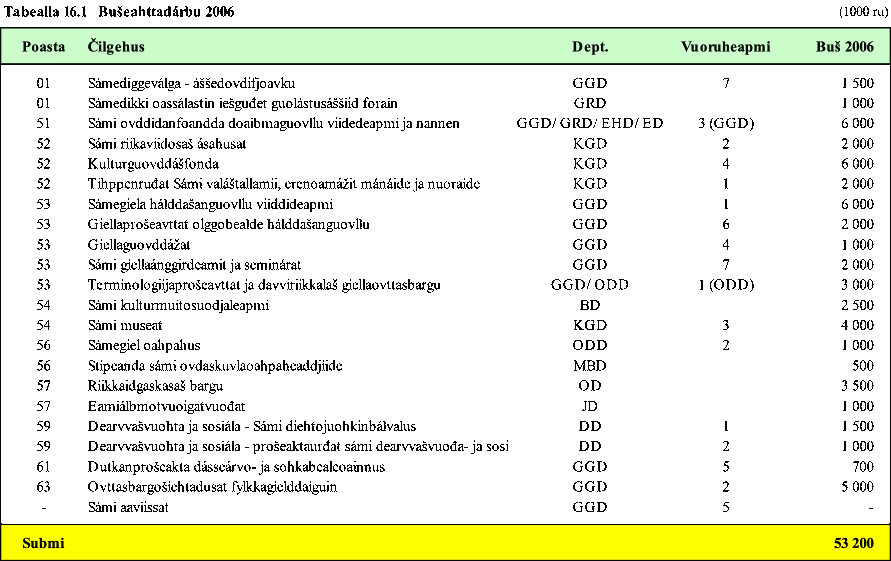 Tabealla 16.1 Bušeahttadárbu 2006 (1000 ru)
Poasta Čilgehus Dept. Vuoruheapmi Buš 2006
01 Sámediggeválga - áššedovdifjoavku GGD 7 1 500
01 Sámedikki oassálastin iešguđet guolástusáššiid forain GRD 1 000
51 Sámi ovddidanfoandda doaibmaguovllu viidedeapmi ja nannen GGD/ GRD/ EHD/ ED 3 (GGD) 6 000
52 Sámi riikaviidosaš ásahusat KGD 2 2 000
52 Kulturguovddášfonda KGD 4 6 000
52 Tihppenruđat Sámi valáštallamii, erenoamážit mánáide ja nuoraide KGD 1 2 000
53 Sámegiela hálddašanguovllu viiddideapmi GGD 1 6 000
53 Giellaprošeavttat olggobealde hálddašanguovllu GGD 6 2 000
53 Giellaguovddážat GGD 4 1 000
53 Sámi giellaánggirdeamit ja seminárat GGD 7 2 000
53 Terminologiijaprošeavttat ja davviriikkalaš giellaovttasbargu GGD/ ODD 1 (ODD) 3 000
54 Sámi kulturmuitosuodjaleapmi BD 2 500
54 Sámi museat KGD 3 4 000
56 Sámegiel oahpahus ODD 2 1 000
56 Stipeanda sámi ovdaskuvlaoahpaheaddjiide MBD 500
57 Riikkaidgaskasaš bargu OD 3 500
57 Eamiálbmotvuoigatvuođat JD 1 000
59 Dearvvašvuohta ja sosiála - Sámi diehtojuohkinbálvalus DD 1 1 500
59 Dearvvašvuohta ja sosiála - prošeaktaruđat sámi dearvvašvuođa- ja sosi DD 2 1 000
61 Dutkanprošeakta dásseárvo- ja sohkabealeoainnus GGD 5 700
63 Ovttasbargošiehtadusat fylkkagielddaiguin GGD 2 5 000
- Sámi aaviissat GGD 5 -
Submi 53 200